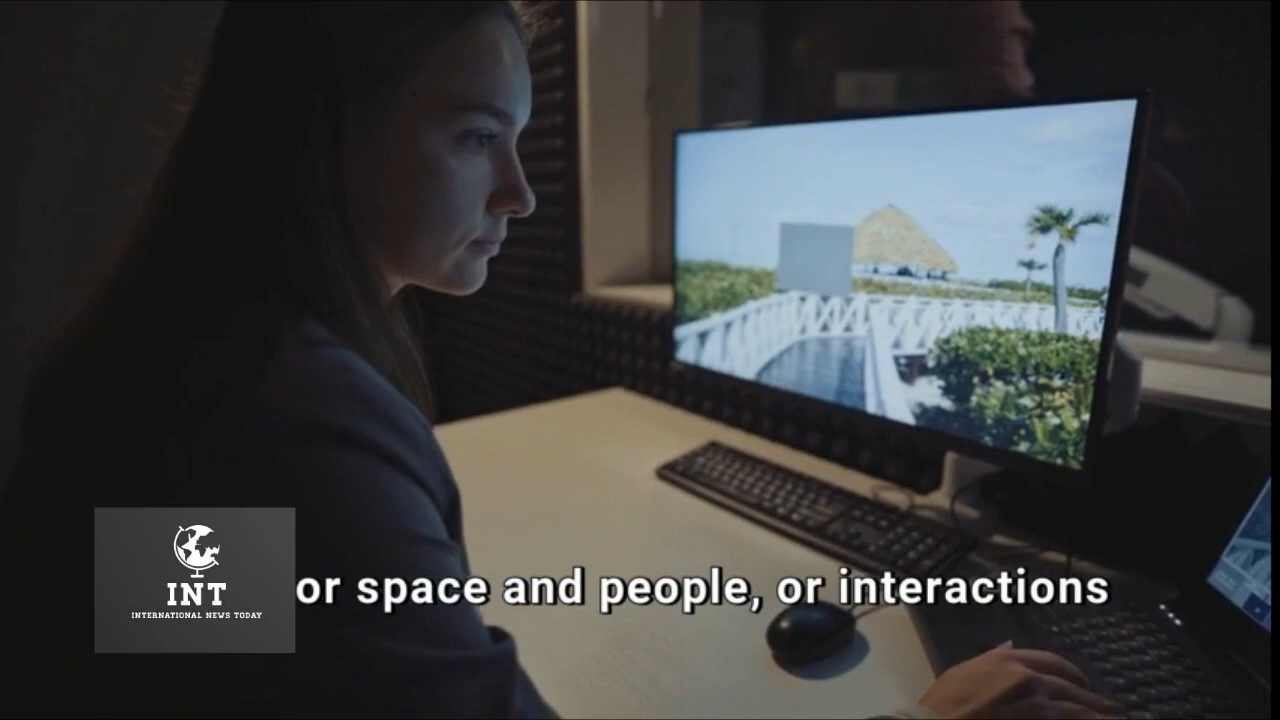 or space and people, or interactions
INT
INTERNATIONAL NEWS TODAY